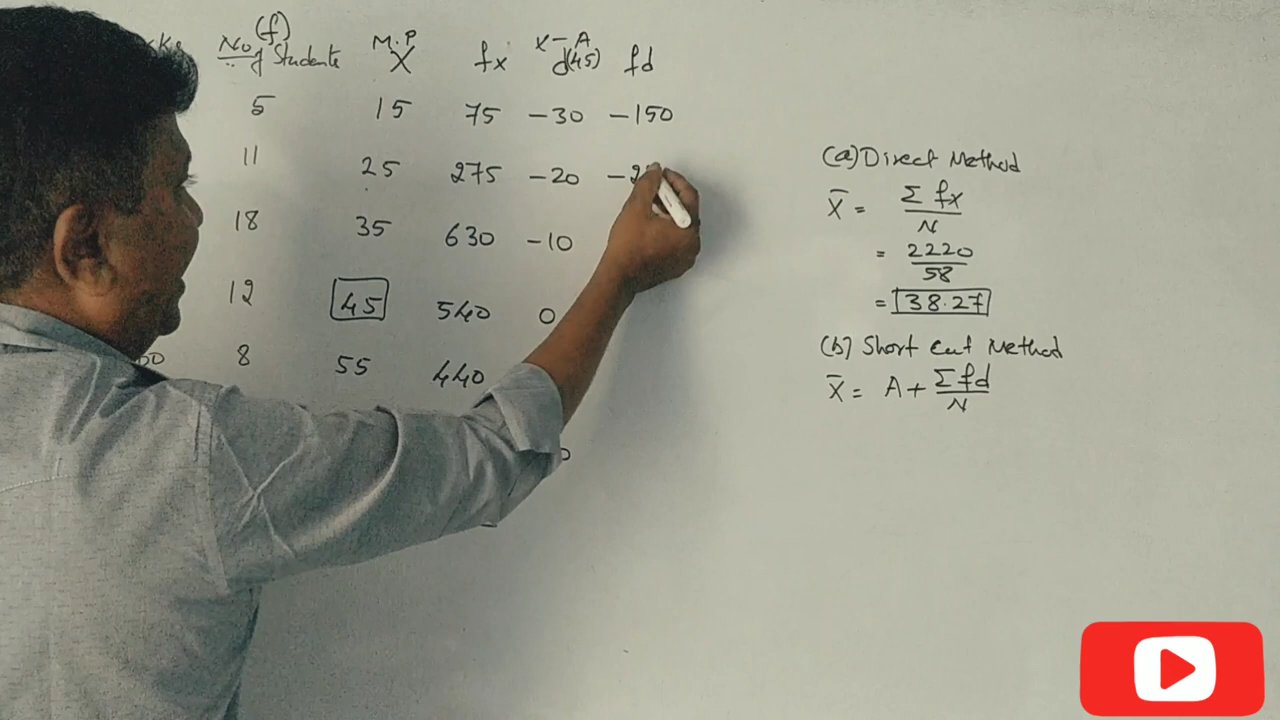 (f)
No of Students M.P X fx X-A d(45) fd
5 15 75 -30 -150
11 25 275 -20
18 35 630 -10
12 45 540 0
8 55 440
(a) Direct Method
X̄ = Σfx/N
= 2220/58
= 38.27
(b) Short cut Method
X̄ = A + Σfd/N